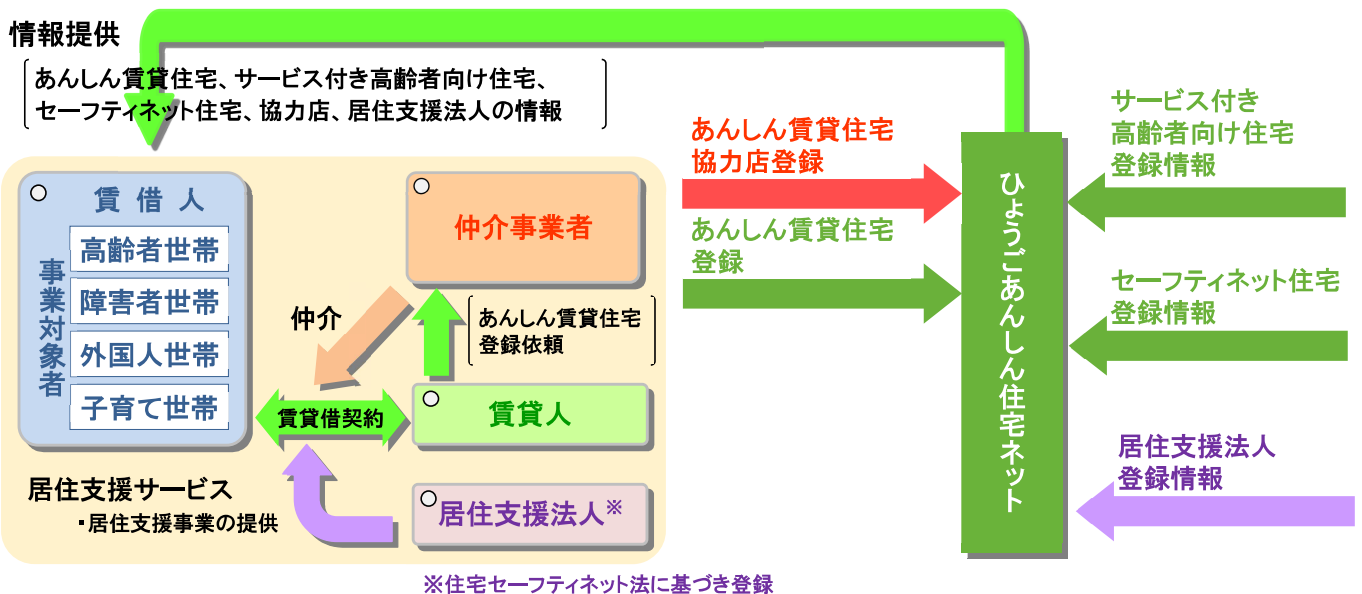 情報提供
あんしん賃貸住宅、サービス付き高齢者向け住宅、
セーフティネット住宅、協力店、居住支援法人の情報
賃借人
事業対象者
高齢者世帯
障害者世帯
外国人世帯
子育て世帯
仲介事業者
仲介
あんしん賃貸住宅
登録依頼
賃貸借契約
賃貸人
居住支援サービス
・居住支援事業の提供
居住支援法人※
※住宅セーフティネット法に基づき登録
あんしん賃貸住宅
協力店登録
あんしん賃貸住宅
登録
ひょうごあんしん住宅ネット
サービス付き
高齢者向け住宅
登録情報
セーフティネット住宅
登録情報
居住支援法人
登録情報